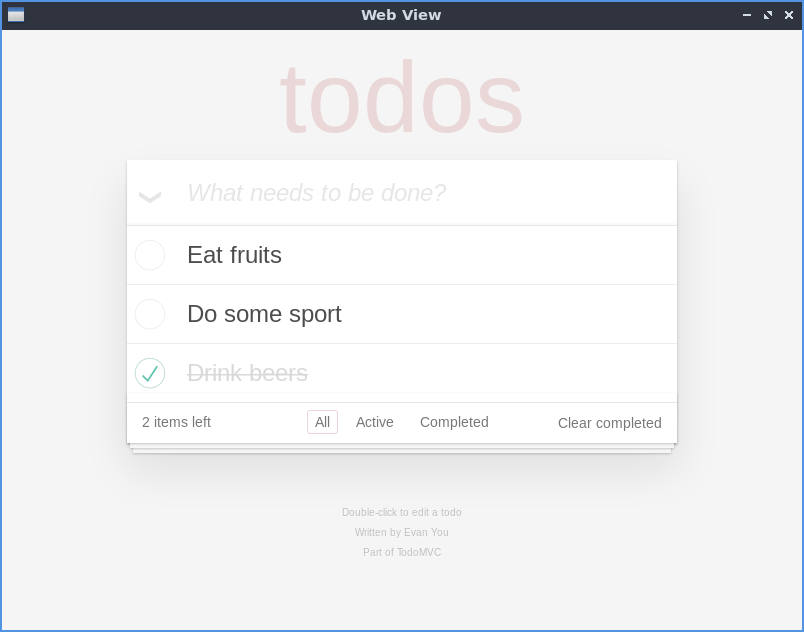 Web View
todos
What needs to be done?
Eat fruits
Do some sport
Drink beers
2 items left All Active Completed Clear completed
Double-click to edit a todo
Written by Evan You
Part of TodoMVC